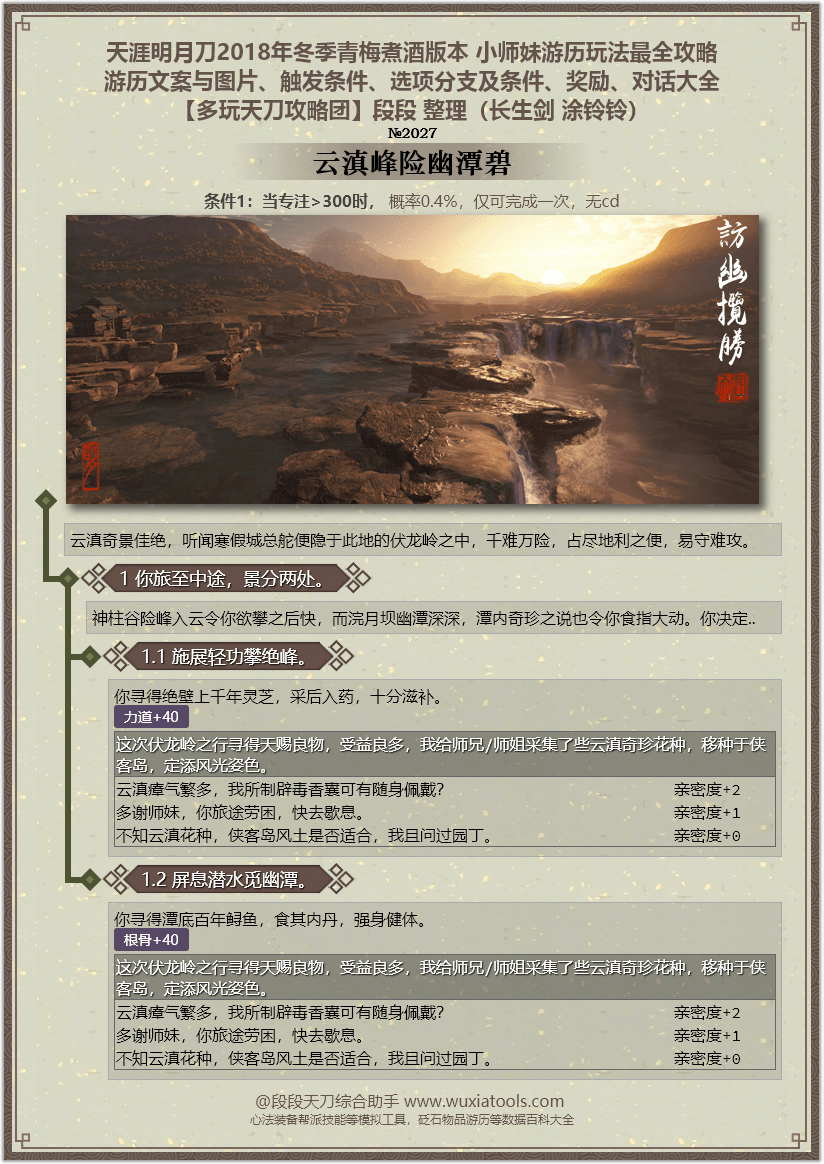 天涯明月刀2018年冬季青梅煮酒版本 小师妹游历玩法最全攻略
游历文案与图片、触发条件、选项分支及条件、奖励、对话大全
【多玩天刀攻略团】段段 整理（长生剑 涂铃铃）
№2027
云滇峰险幽潭碧
条件1：当专注>300时， 概率0.4%，仅可完成一次，无cd
訪幽攬勝
云滇奇景佳绝，听闻寒假城总舵便隐于此地的伏龙岭之中，千难万险，占尽地利之便，易守难攻。
1 你旅至中途，景分两处。
神柱谷险峰入云令你欲攀之后快，而浣月坝幽潭深深，潭内奇珍之说也令你食指大动。你决定..
1.1 施展轻功攀绝峰。
你寻得绝壁上千年灵芝，采后入药，十分滋补。
力道+40
这次伏龙岭之行寻得天赐良物，受益良多，我给师兄/师姐采集了些云滇奇珍花种，移种于侠
客岛，定添风光姿色。
云滇瘴气繁多，我所制辟毒香囊可有随身佩戴？ 亲密度+2
多谢师妹，你旅途劳困，快去歇息。 亲密度+1
不知云滇花种，侠客岛风土是否适合，我且问过园丁。 亲密度+0
1.2 屏息潜水觅幽潭。
你寻得潭底百年鲟鱼，食其内丹，强身健体。
根骨+40
这次伏龙岭之行寻得天赐良物，受益良多，我给师兄/师姐采集了些云滇奇珍花种，移种于侠
客岛，定添风光姿色。
云滇瘴气繁多，我所制辟毒香囊可有随身佩戴？ 亲密度+2
多谢师妹，你旅途劳困，快去歇息。 亲密度+1
不知云滇花种，侠客岛风土是否适合，我且问过园丁。 亲密度+0
@段段天刀综合助手 www.wuxiatools.com
心法装备帮派技能等模拟工具，砭石物品游历等数据百科大全